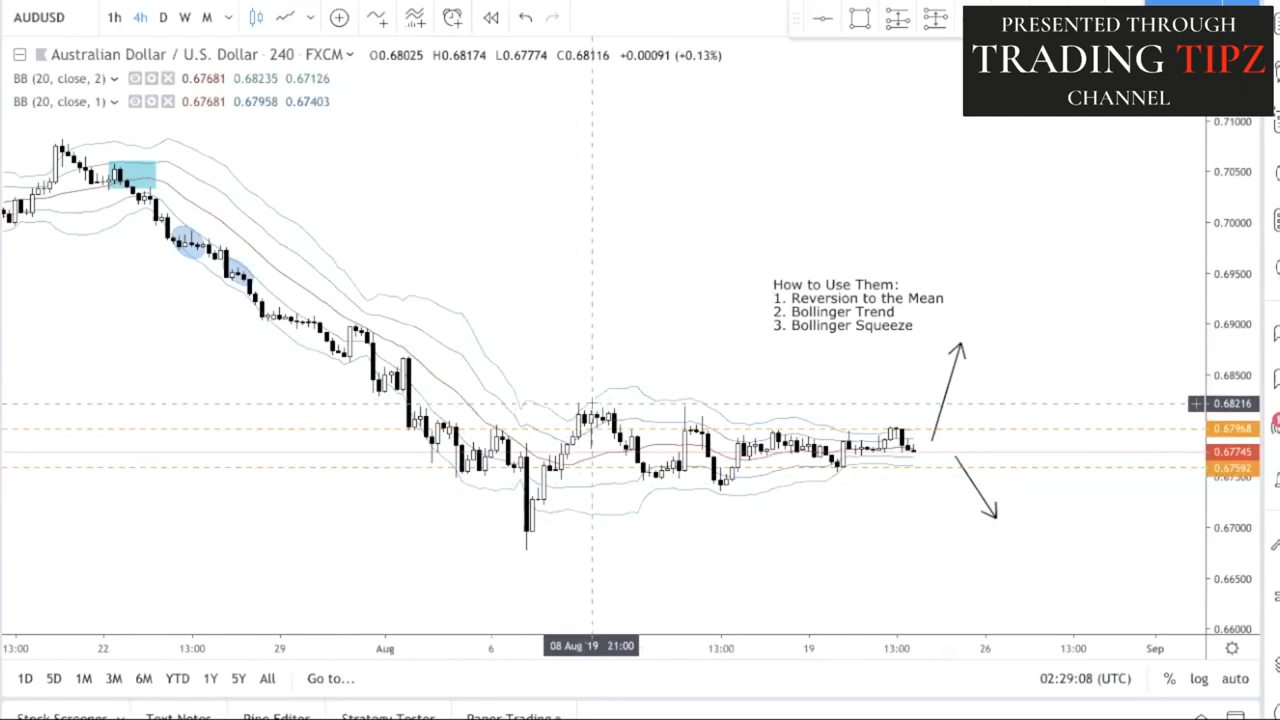 AUDUSD 1h 4h D W M
PRESENTED THROUGH
TRADING TIPZ
CHANNEL
Australian Dollar / U.S. Dollar · 240 · FXCM O0.68025 H0.68174 L0.67774 C0.68116 +0.00091 (+0.13%)
BB (20, close, 2) 0.67681 0.68235 0.67126
BB (20, close, 1) 0.67681 0.67958 0.67403
0.71000
0.70500
0.70000
0.69500
0.69000
0.68500
0.68216
0.67968
0.67745
0.67592
0.67500
0.67000
0.66500
0.66000
How to Use Them:
1. Reversion to the Mean
2. Bollinger Trend
3. Bollinger Squeeze
13:00 22 13:00 29 Aug 6 08 Aug '19 21:00 13:00 19 13:00 26 13:00 Sep
1D 5D 1M 3M 6M YTD 1Y 5Y All Go to... 02:29:08 (UTC) % log auto
Stock Screener Text Notes Pine Editor Strategy Tester Paper Trading